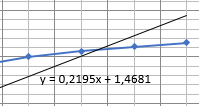 y = 0,2195x + 1,4681